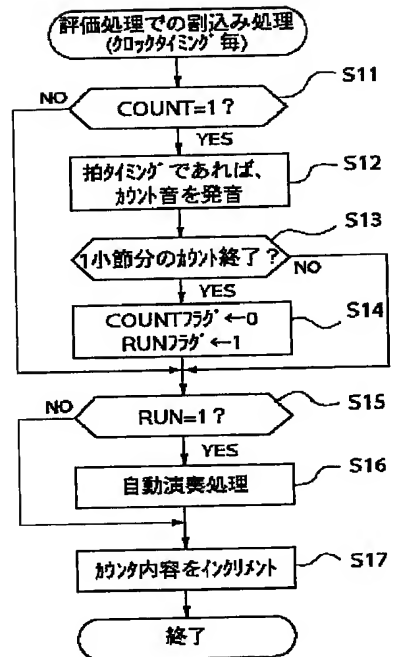 評価処理での割込み処理
(ｸﾛｯｸﾀｲﾐﾝｸﾞ毎)
S11
NO
COUNT=1?
YES
S12
拍ﾀｲﾐﾝｸﾞであれば、
ｶｳﾝﾄ音を発音
S13
1小節分のｶｳﾝﾄ終了?
NO
YES
S14
COUNTﾌﾗｸﾞ←0
RUNﾌﾗｸﾞ←1
NO
S15
RUN=1?
YES
S16
自動演奏処理
S17
ｶｳﾝﾀ内容をｲﾝｸﾘﾒﾝﾄ
終了